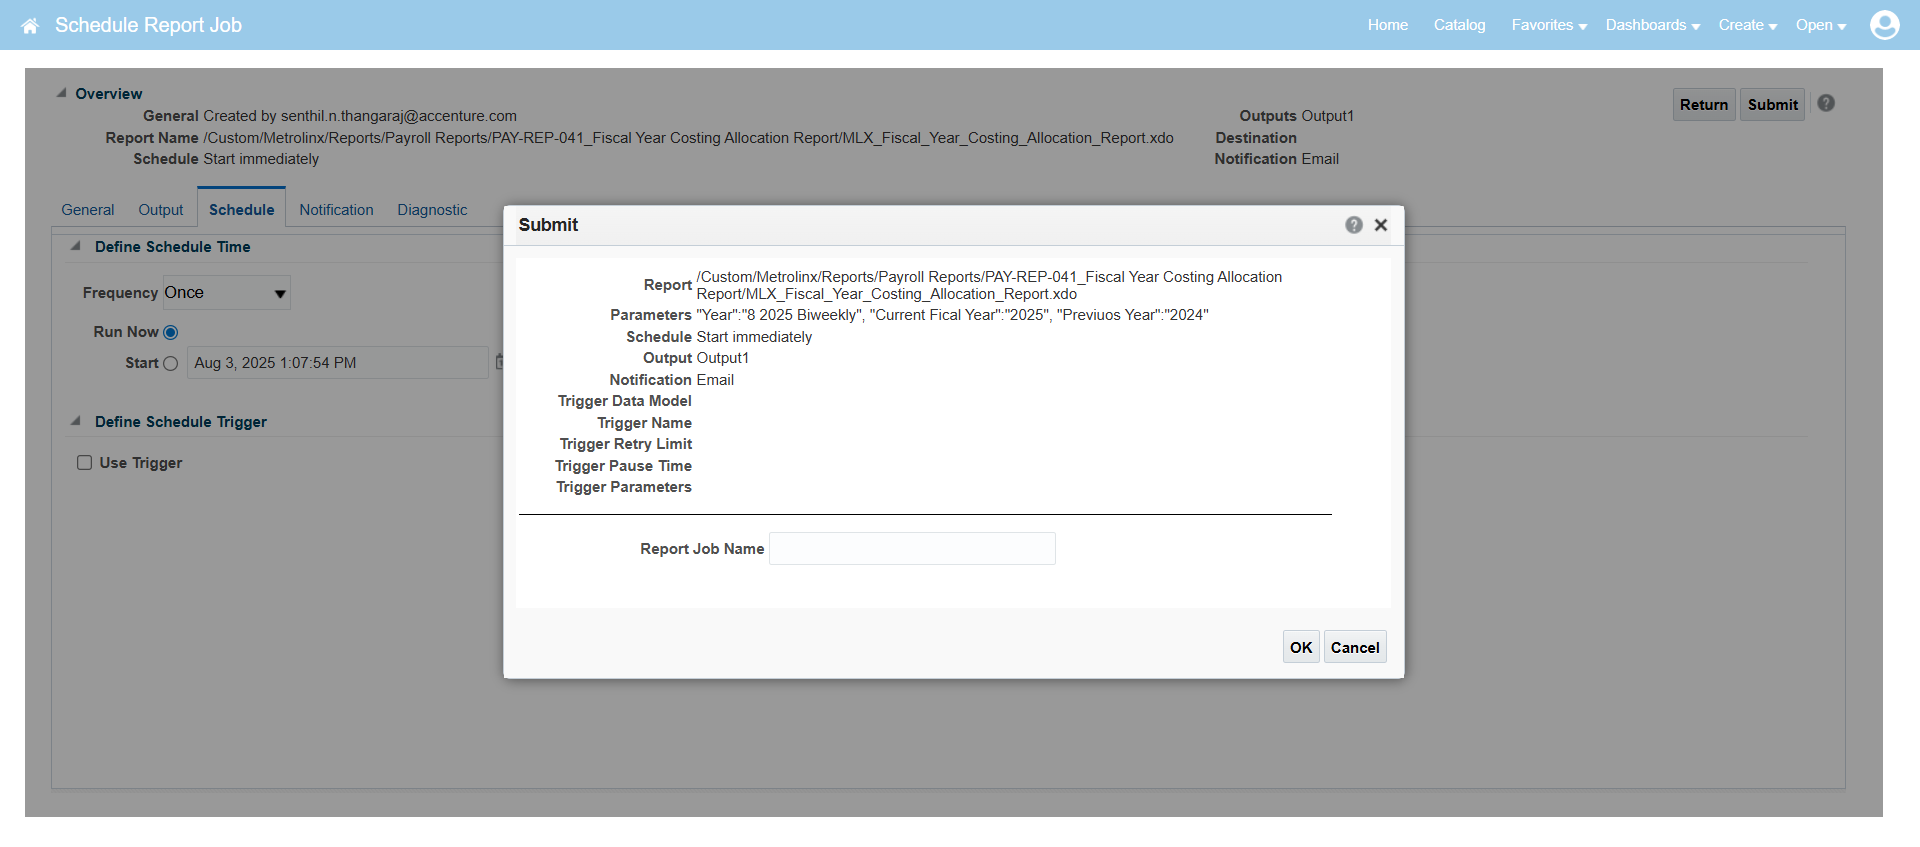 Schedule Report Job
Home Catalog Favorites Dashboards Create Open
Overview
General Created by senthil.n.thangaraj@accenture.com
Report Name /Custom/Metrolinx/Reports/Payroll Reports/PAY-REP-041_Fiscal Year Costing Allocation Report/MLX_Fiscal_Year_Costing_Allocation_Report.xdo
Schedule Start immediately
Outputs Output1
Destination
Notification Email
Return Submit ?
General Output Schedule Notification Diagnostic
Define Schedule Time
Frequency Once
Run Now
Start Aug 3, 2025 1:07:54 PM
Define Schedule Trigger
Use Trigger
Submit
?
Report /Custom/Metrolinx/Reports/Payroll Reports/PAY-REP-041_Fiscal Year Costing Allocation
Report/MLX_Fiscal_Year_Costing_Allocation_Report.xdo
Parameters "Year":"8 2025 Biweekly", "Current Fical Year":"2025", "Previuos Year":"2024"
Schedule Start immediately
Output Output1
Notification Email
Trigger Data Model
Trigger Name
Trigger Retry Limit
Trigger Pause Time
Trigger Parameters
Report Job Name
OK Cancel